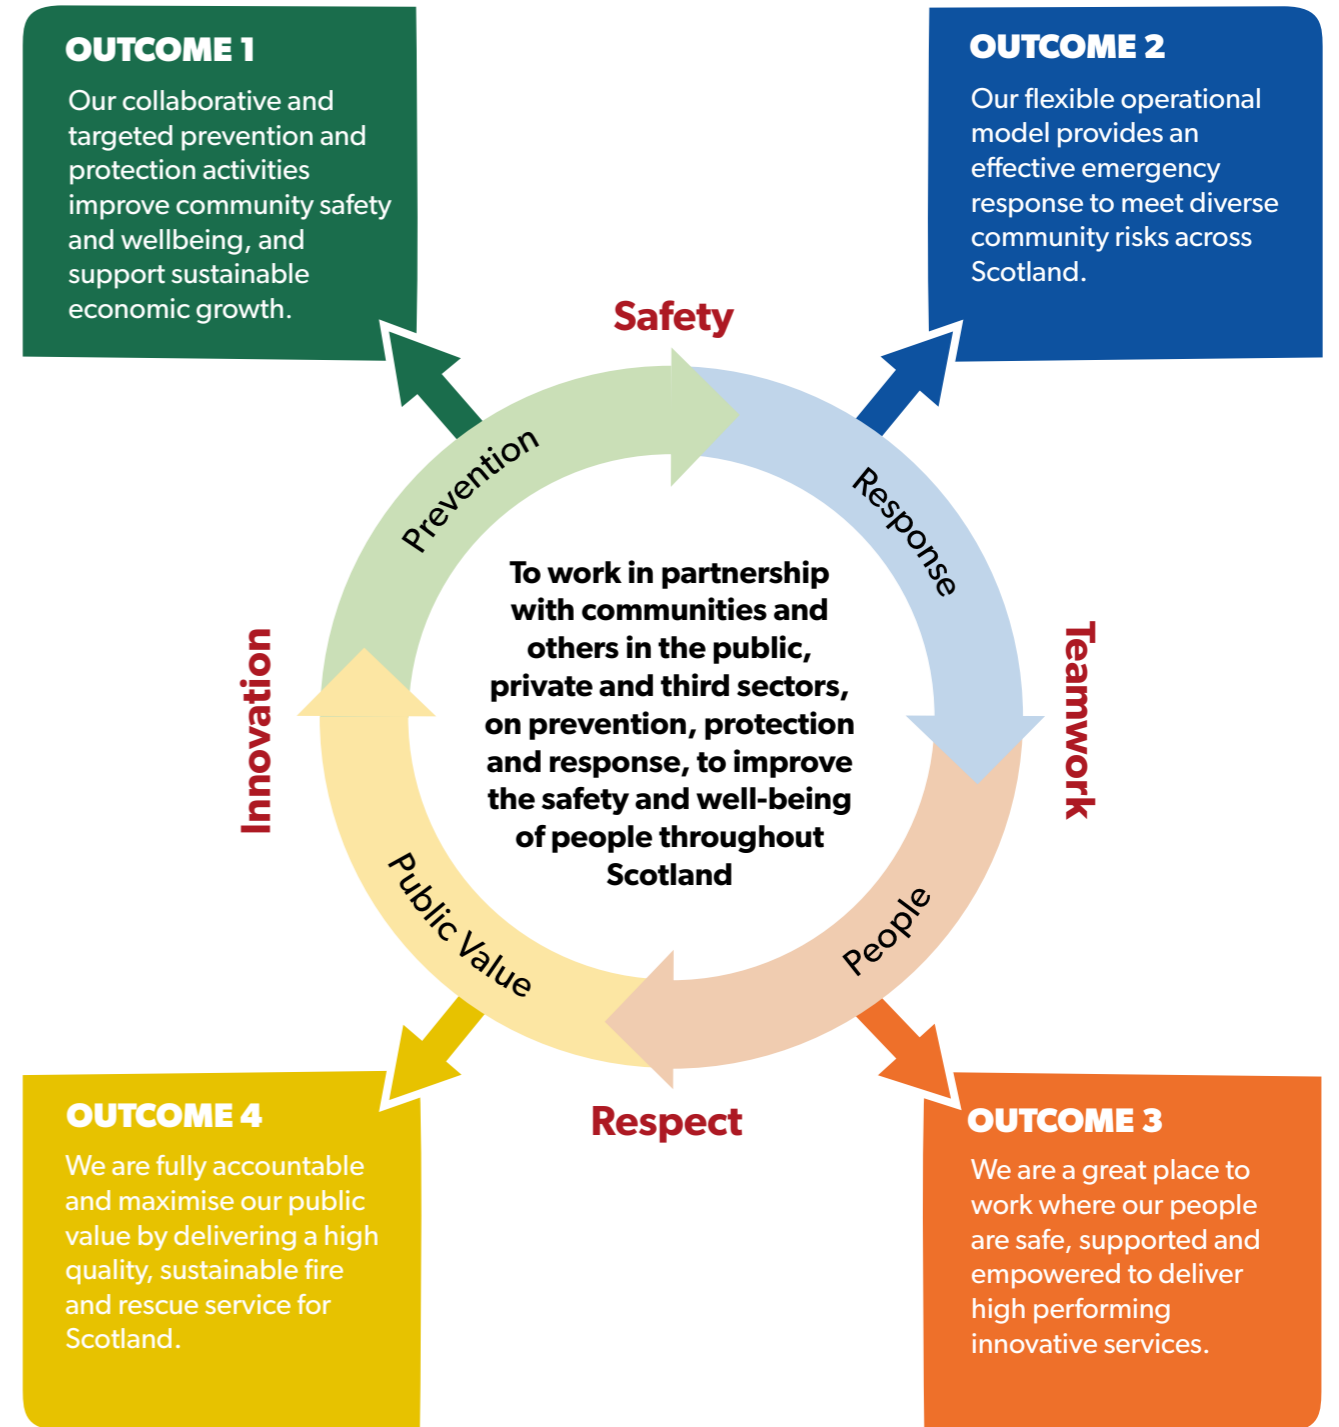 OUTCOME 1
Our collaborative and
targeted prevention and
protection activities
improve community safety
and wellbeing, and
support sustainable
economic growth.
OUTCOME 2
Our flexible operational
model provides an
effective emergency
response to meet diverse
community risks across
Scotland.
Safety
Prevention
Response
To work in partnership
with communities and
others in the public,
private and third sectors,
on prevention, protection
and response, to improve
the safety and well-being
of people throughout
Scotland
Innovation
Teamwork
Public Value
People
Respect
OUTCOME 4
We are fully accountable
and maximise our public
value by delivering a high
quality, sustainable fire
and rescue service for
Scotland.
OUTCOME 3
We are a great place to
work where our people
are safe, supported and
empowered to deliver
high performing
innovative services.